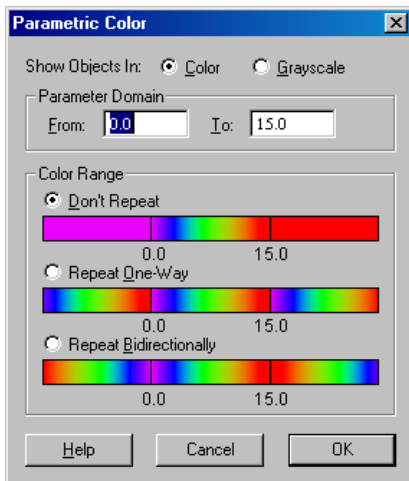 Parametric Color
Show Objects In: Color Grayscale
Parameter Domain
From: 0.0 To: 15.0
Color Range
Don't Repeat
0.0 15.0
Repeat One-Way
0.0 15.0
Repeat Bidirectionally
0.0 15.0
Help Cancel OK